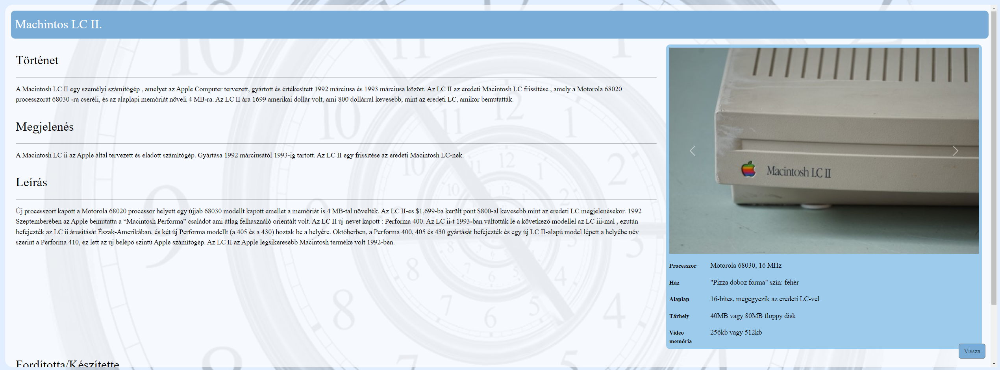 Machintos LC II.
Történet
A Macintosh LC II egy személyi számítógép , amelyet az Apple Computer tervezett, gyártott és értékesített 1992 márciusa és 1993 márciusa között. Az LC II az eredeti Macintosh LC frissítése , amely a Motorola 68020
processzorát 68030 -ra cseréli, és az alaplapi memóriát növeli 4 MB-ra. Az LC II ára 1699 amerikai dollár volt, ami 800 dollárral kevesebb, mint az eredeti LC, amikor bemutatták.
Megjelenés
A Macintosh LC ii az Apple által tervezett és eladott számítógép. Gyártása 1992 márciusától 1993-ig tartott. Az LC II egy frissítése az eredeti Macintosh LC-nek.
Leírás
Új processzort kapott a Motorola 68020 processor helyett egy újjab 68030 modellt kapott emellet a memóriát is 4 MB-tal növelték. Az LC II-es $1,699-ba került pont $800-al kevesebb mint az eredeti LC megjelenésekor. 1992
Szeptemberében az Apple bemutatta a “Macintosh Performa” családot ami átlag felhasználó orientált volt. Az LC II új nevet kapott : Performa 400. Az LC ii-t 1993-ban váltották le a következő modellel az LC iii-mal , ezután
befejezték az LC ii árusítását Észak-Amerikában, és két új Performa modellt (a 405 és a 430) hoztak be a helyére. Októberben, a Performa 400, 405 és 430 gyártását befejezték és egy új LC II-alapú model lépett a helyébe név
szerint a Performa 410, ez lett az új belépő szintű Apple számítógép. Az LC II az Apple legsikeresebb Macintosh terméke volt 1992-ben.
Fordította/Készítette
Macintosh LC II
Processzor Motorola 68030, 16 MHz
Ház "Pizza doboz forma" szín: fehér
Alaplap 16-bites, megegyezik az eredeti LC-vel
Tárhely 40MB vagy 80MB floppy disk
Video 256kb vagy 512kb
memória
Vissza